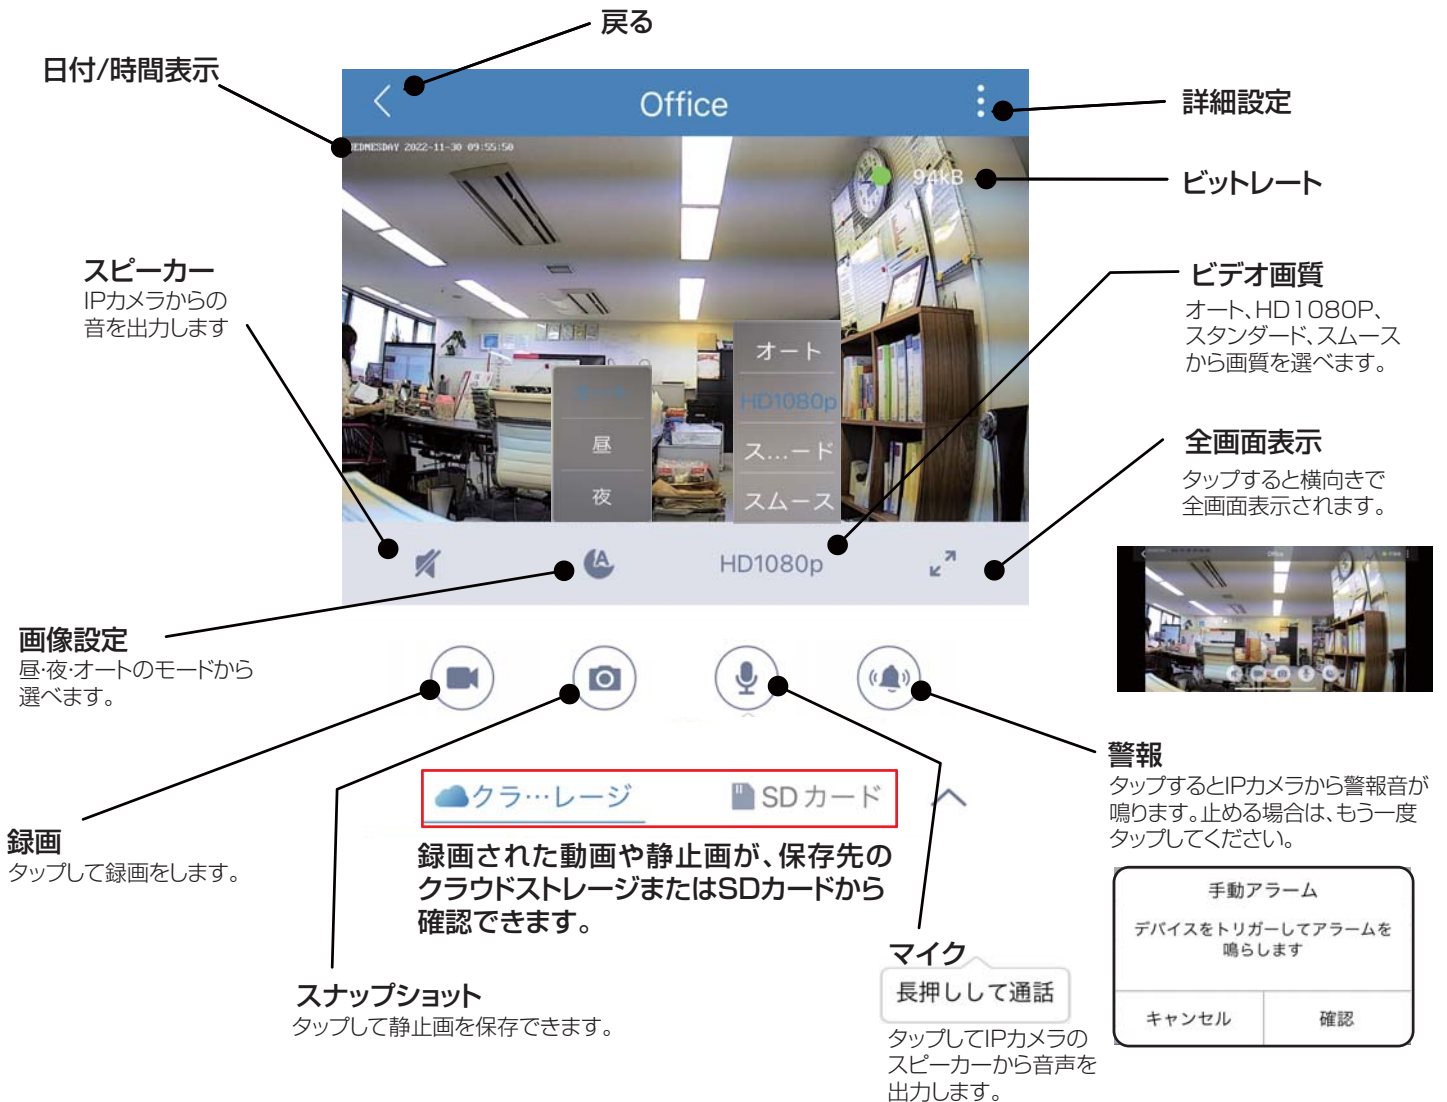 戻る
日付/時間表示
Office
詳細設定
WEDNESDAY 2022-11-30 09:55:50
94kB
ビットレート
スピーカー
IPカメラからの
音を出力します
ビデオ画質
オート、HD1080P、
スタンダード、スムース
から画質を選べます。
オート
HD1080p
ス...ード
スムース
オート
昼
夜
全画面表示
タップすると横向きで
全画面表示されます。
HD1080p
画像設定
昼・夜・オートのモードから
選べます。
警報
タップするとIPカメラから警報音が
鳴ります。止める場合は、もう一度
タップしてください。
クラ…レージ
SDカード
録画
タップして録画をします。
録画された動画や静止画が、保存先の
クラウドストレージまたはSDカードから
確認できます。
手動アラーム
デバイスをトリガーしてアラームを
鳴らします
キャンセル
確認
マイク
長押しして通話
タップしてIPカメラの
スピーカーから音声を
出力します。
スナップショット
タップして静止画を保存できます。